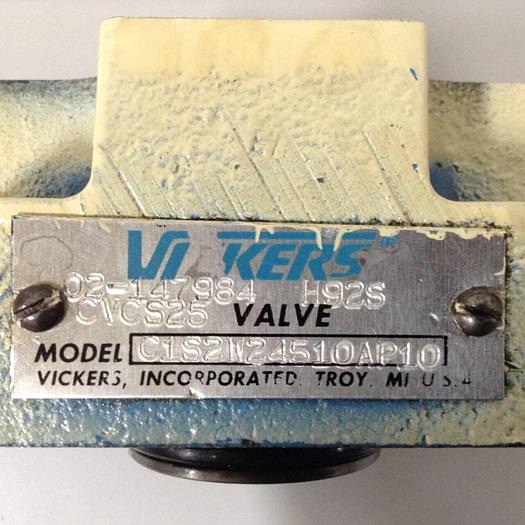 VICKERS
02-147984 H92S
CVCS25 VALVE
MODEL C1S2W24510AP10
VICKERS, INCORPORATED TROY, MI U.S.A